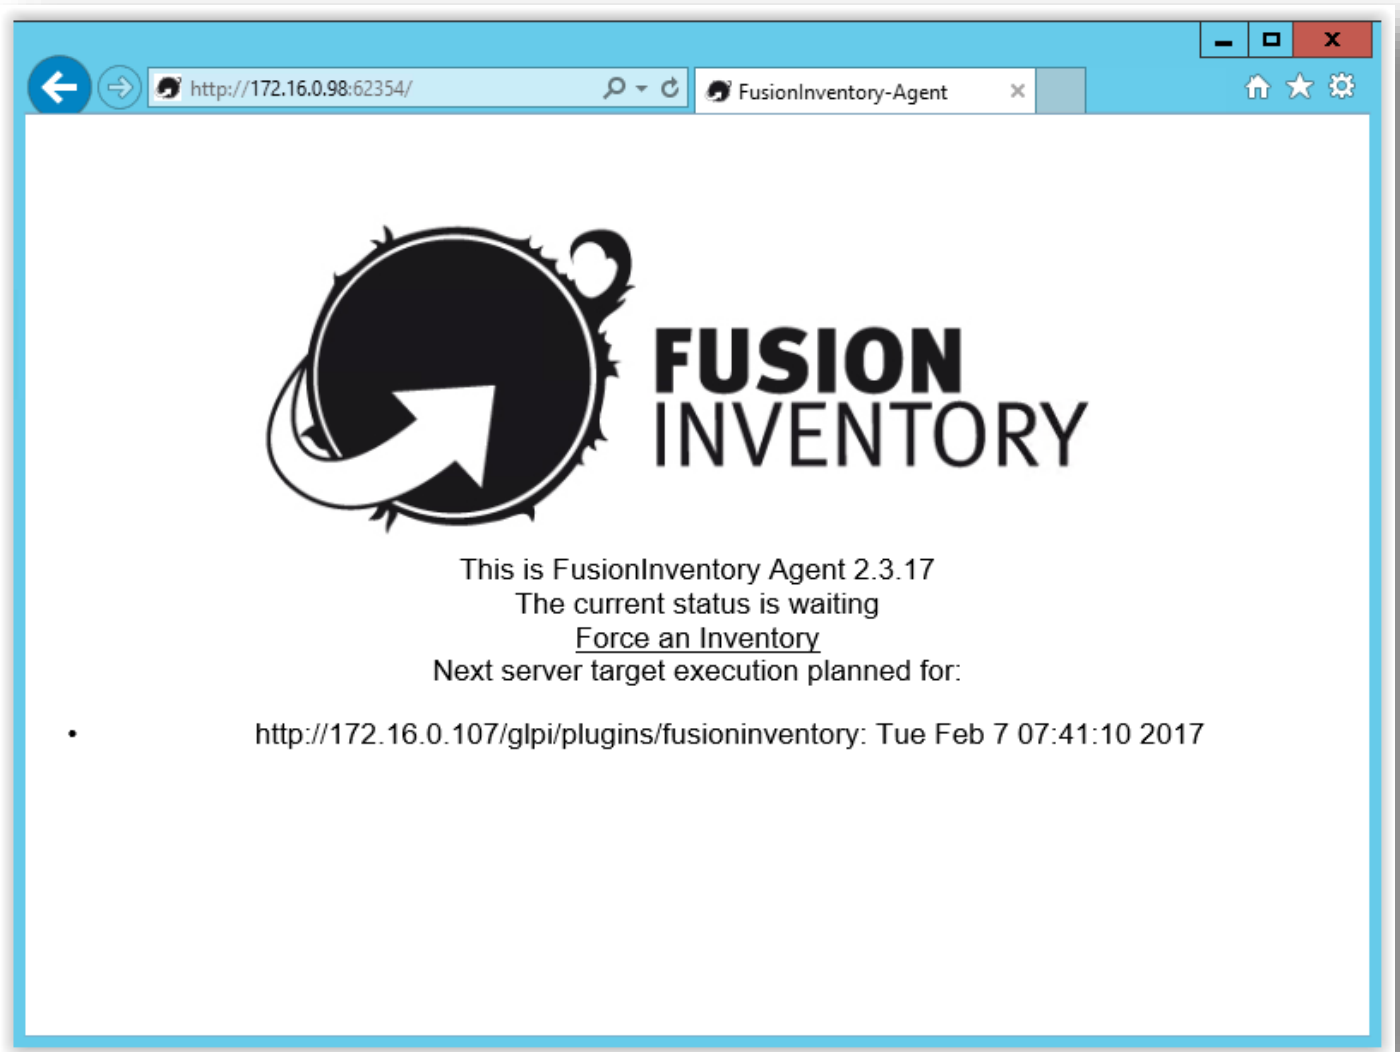 http://172.16.0.98:62354/
FusionInventory-Agent
FUSION
INVENTORY
This is FusionInventory Agent 2.3.17
The current status is waiting
Force an Inventory
Next server target execution planned for:
• http://172.16.0.107/glpi/plugins/fusioninventory: Tue Feb 7 07:41:10 2017